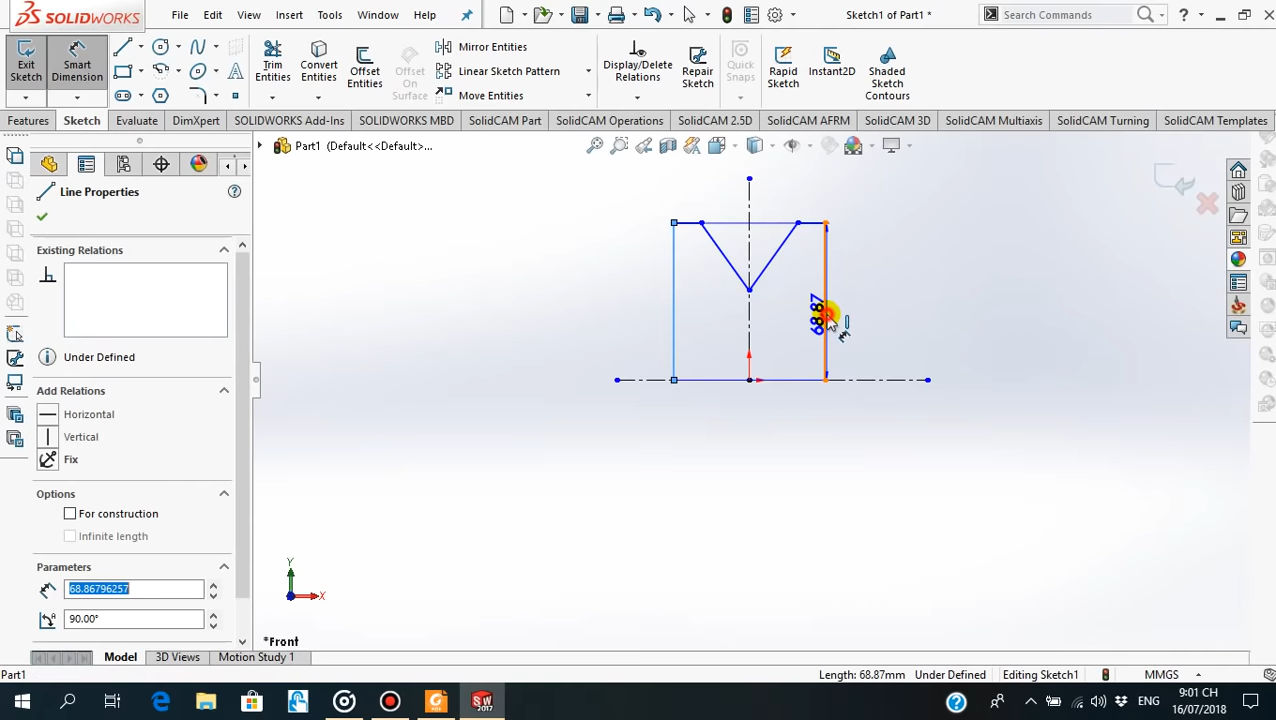 SOLIDWORKS
File
Edit
View
Insert
Tools
Window
Help
Sketch1 of Part1 *
Search Commands
Exit
Sketch
Smart
Dimension
Trim
Entities
Convert
Entities
Offset
Entities
Offset
On
Surface
Mirror Entities
Linear Sketch Pattern
Move Entities
Display/Delete
Relations
Repair
Sketch
Quick
Snaps
Rapid
Sketch
Instant2D
Shaded
Sketch
Contours
Features
Sketch
Evaluate
DimXpert
SOLIDWORKS Add-Ins
SOLIDWORKS MBD
SolidCAM Part
SolidCAM Operations
SolidCAM 2.5D
SolidCAM AFRM
SolidCAM 3D
SolidCAM Multiaxis
SolidCAM Turning
SolidCAM Templates
Part1 (Default<<Default>...
Line Properties
Existing Relations
Under Defined
Add Relations
Horizontal
Vertical
Fix
Options
For construction
Infinite length
Parameters
68.86796257
90.00°
68.87
Y
X
*Front
Model
3D Views
Motion Study 1
Part1
Length: 68.87mm
Under Defined
Editing Sketch1
MMGS
SW
2017
ENG
9:01 CH
16/07/2018